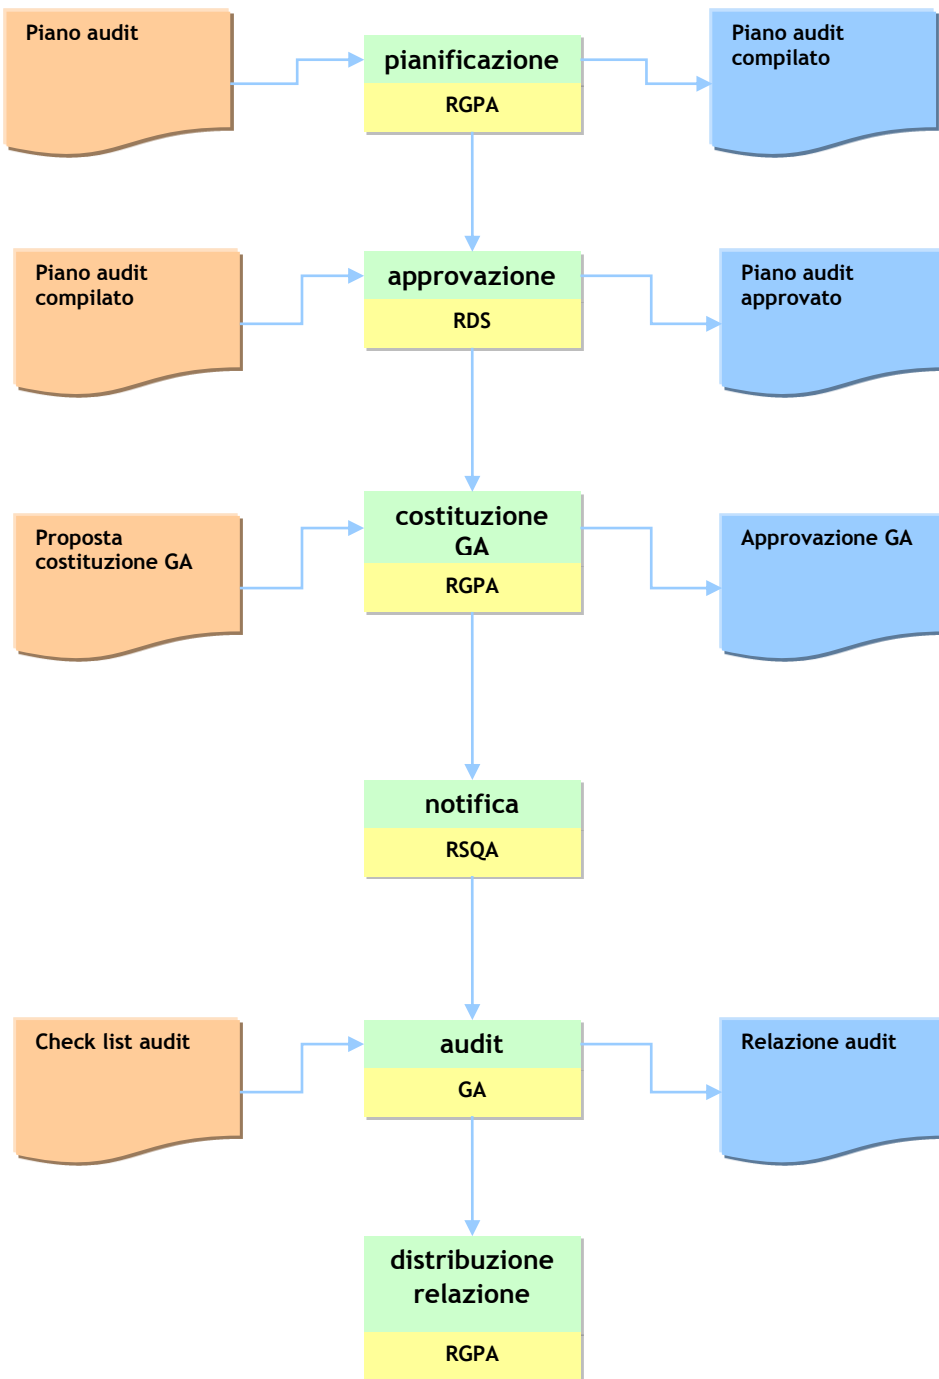 Piano audit
pianificazione
RGPA
Piano audit
compilato
Piano audit
compilato
approvazione
RDS
Piano audit
approvato
Proposta
costituzione GA
costituzione
GA
RGPA
Approvazione GA
notifica
RSQA
Check list audit
audit
GA
Relazione audit
distribuzione
relazione
RGPA